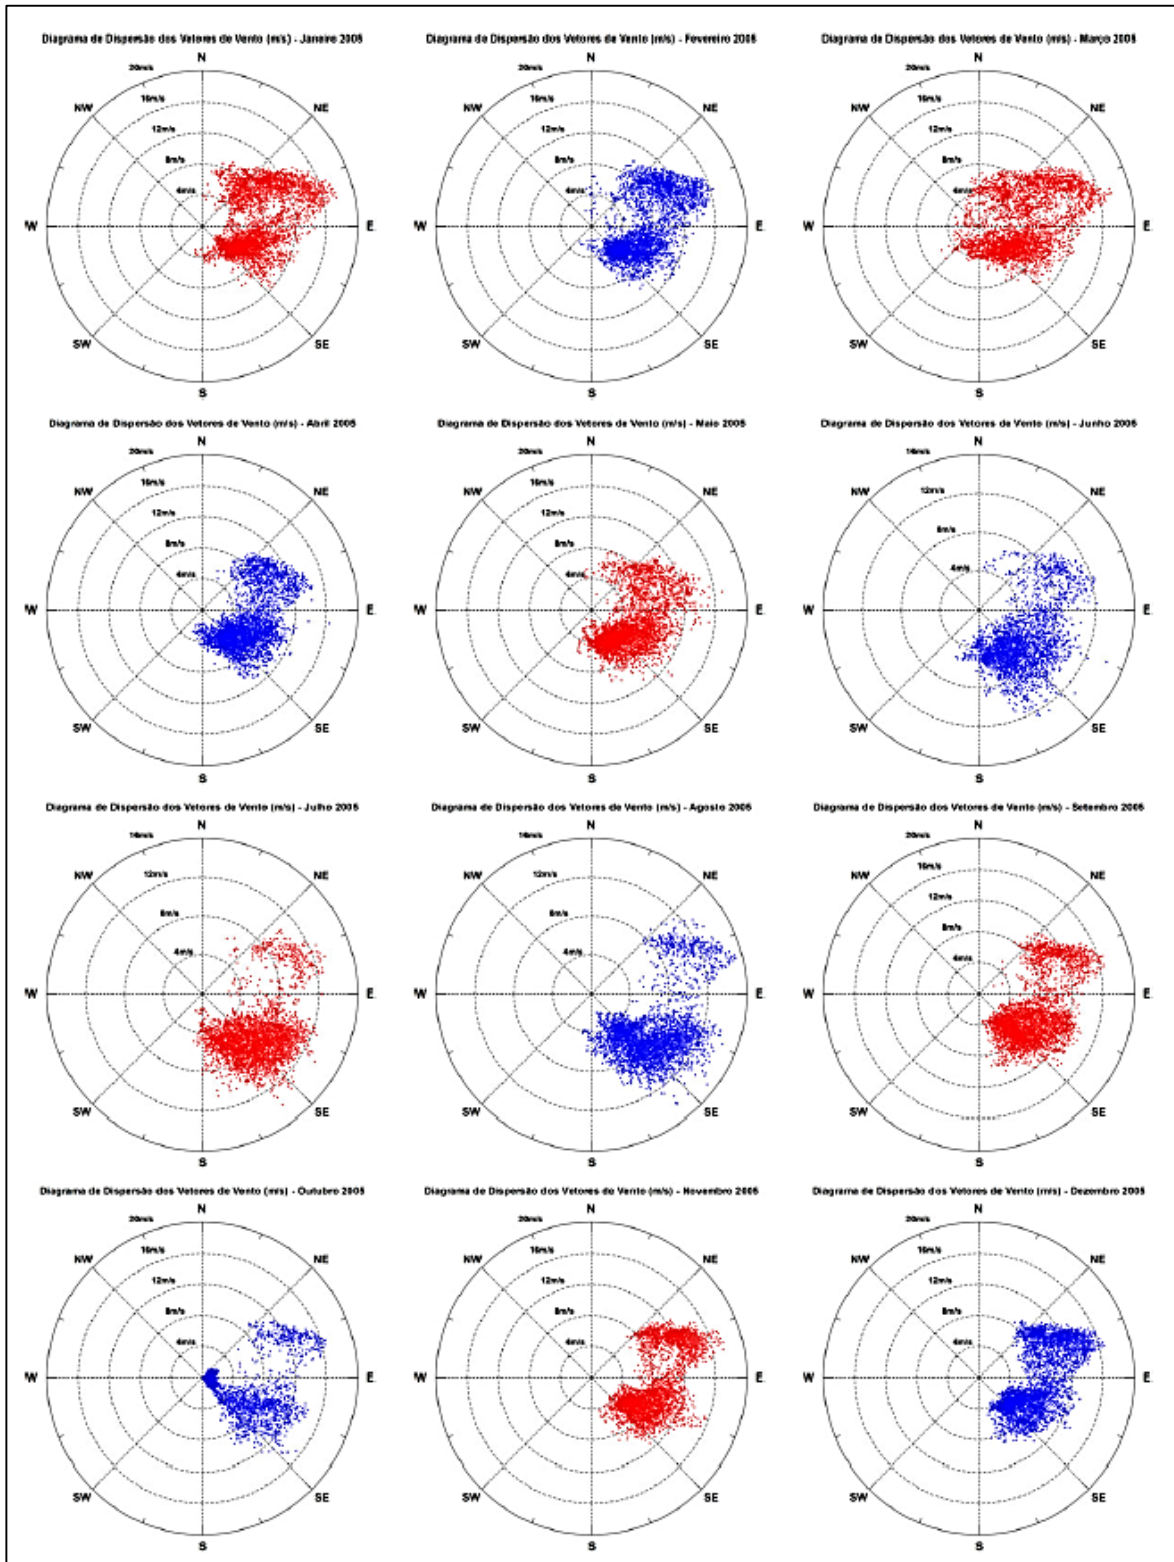 Diagrama de Dispersão dos Vetores de Vento (m/s) - Janeiro 2005
N
20m/s
16m/s
NW
NE
12m/s
8m/s
4m/s
W
E
SW
SE
S
Diagrama de Dispersão dos Vetores de Vento (m/s) - Fevereiro 2005
N
20m/s
16m/s
NW
NE
12m/s
8m/s
4m/s
W
E
SW
SE
S
Diagrama de Dispersão dos Vetores de Vento (m/s) - Março 2005
N
20m/s
16m/s
NW
NE
12m/s
8m/s
4m/s
W
E
SW
SE
S
Diagrama de Dispersão dos Vetores de Vento (m/s) - Abril 2005
N
20m/s
16m/s
NW
NE
12m/s
8m/s
4m/s
W
E
SW
SE
S
Diagrama de Dispersão dos Vetores de Vento (m/s) - Maio 2005
N
20m/s
16m/s
NW
NE
12m/s
8m/s
4m/s
W
E
SW
SE
S
Diagrama de Dispersão dos Vetores de Vento (m/s) - Junho 2005
N
16m/s
NW
NE
12m/s
8m/s
4m/s
W
E
SW
SE
S
Diagrama de Dispersão dos Vetores de Vento (m/s) - Julho 2005
N
16m/s
NW
NE
12m/s
8m/s
4m/s
W
E
SW
SE
S
Diagrama de Dispersão dos Vetores de Vento (m/s) - Agosto 2005
N
16m/s
NW
NE
12m/s
8m/s
4m/s
W
E
SW
SE
S
Diagrama de Dispersão dos Vetores de Vento (m/s) - Setembro 2005
N
20m/s
16m/s
NW
NE
12m/s
8m/s
4m/s
W
E
SW
SE
S
Diagrama de Dispersão dos Vetores de Vento (m/s) - Outubro 2005
N
20m/s
16m/s
NW
NE
12m/s
8m/s
4m/s
W
E
SW
SE
S
Diagrama de Dispersão dos Vetores de Vento (m/s) - Novembro 2005
N
20m/s
16m/s
NW
NE
12m/s
8m/s
4m/s
W
E
SW
SE
S
Diagrama de Dispersão dos Vetores de Vento (m/s) - Dezembro 2005
N
20m/s
16m/s
NW
NE
12m/s
8m/s
4m/s
W
E
SW
SE
S